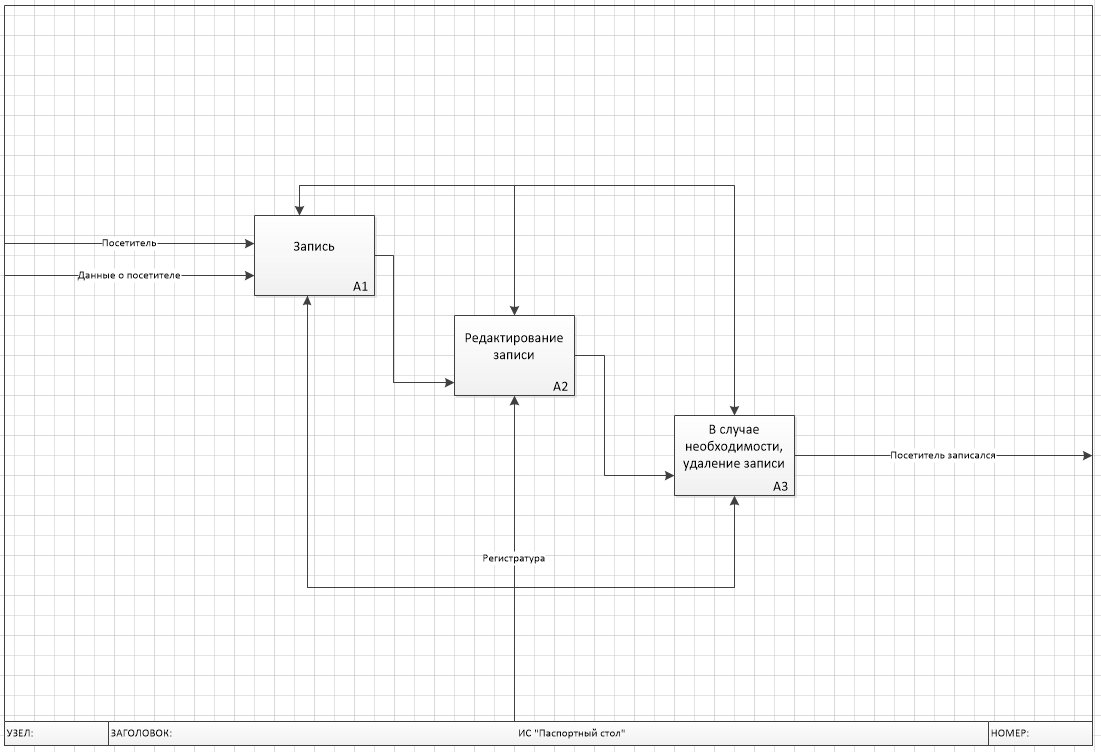 Посетитель
Запись
Данные о посетителе
A1
Редактирование
записи
A2
В случае
необходимости,
удаление записи
A3
Посетитель записался
Регистратура
УЗЕЛ:
ЗАГОЛОВОК:
ИС "Паспортный стол"
НОМЕР: